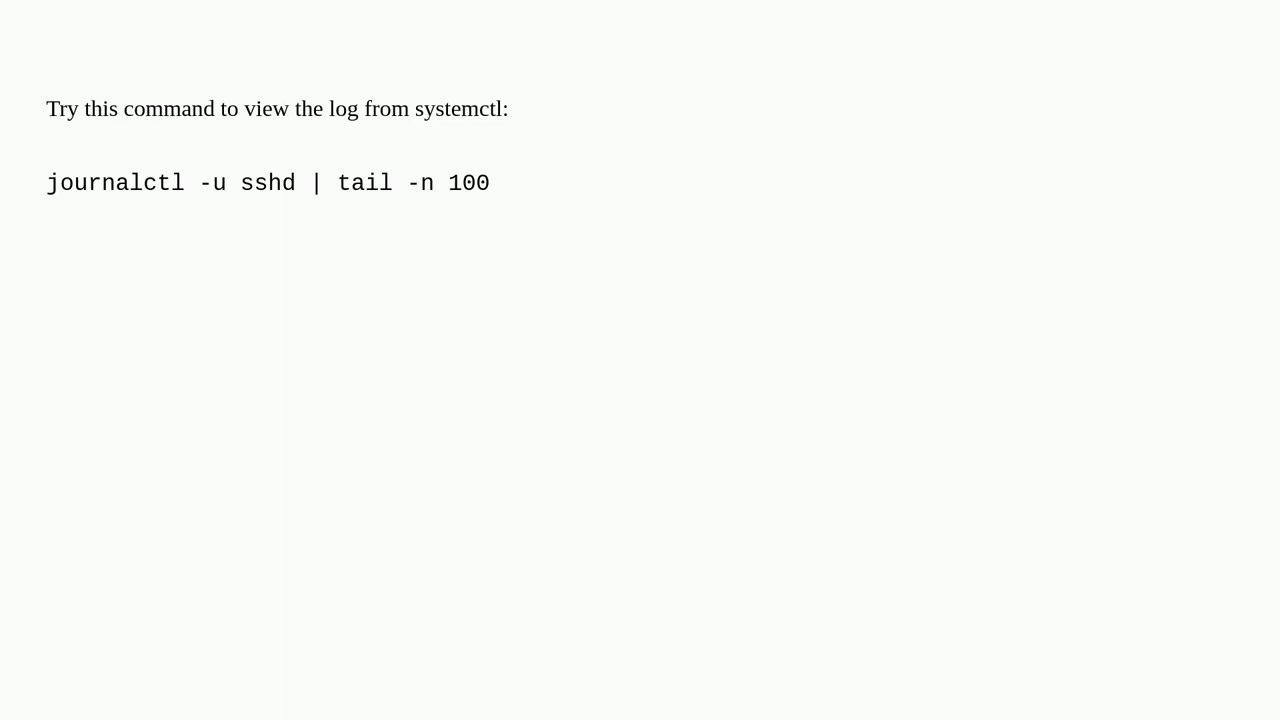 Try this command to view the log from systemctl:
journalctl -u sshd | tail -n 100